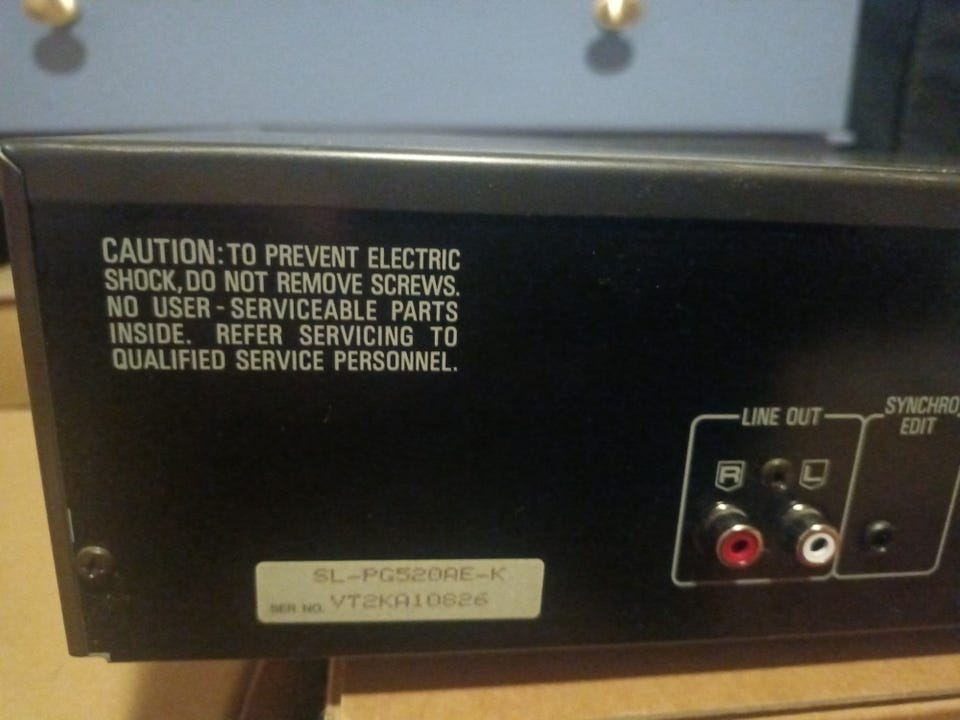 CAUTION: TO PREVENT ELECTRIC
SHOCK, DO NOT REMOVE SCREWS.
NO USER-SERVICEABLE PARTS
INSIDE. REFER SERVICING TO
QUALIFIED SERVICE PERSONNEL.
LINE OUT
R L
SYNCHRO
EDIT
SL-PG520AE-K
SER. NO. VT2KA10826